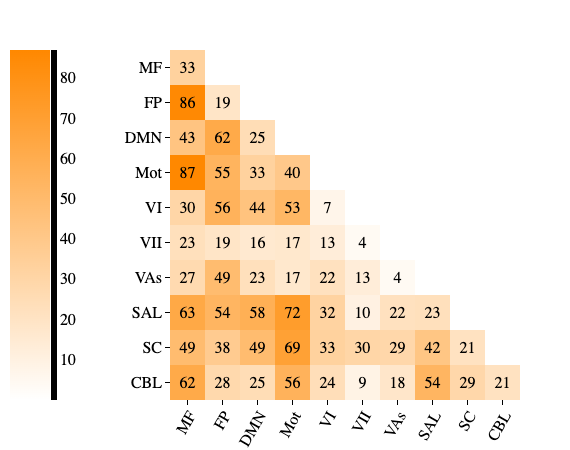 80
70
60
50
40
30
20
10
MF 33
FP 86 19
DMN 43 62 25
Mot 87 55 33 40
VI 30 56 44 53 7
VII 23 19 16 17 13 4
VAs 27 49 23 17 22 13 4
SAL 63 54 58 72 32 10 22 23
SC 49 38 49 69 33 30 29 42 21
CBL 62 28 25 56 24 9 18 54 29 21
MF FP DMN Mot VI VII VAs SAL SC CBL